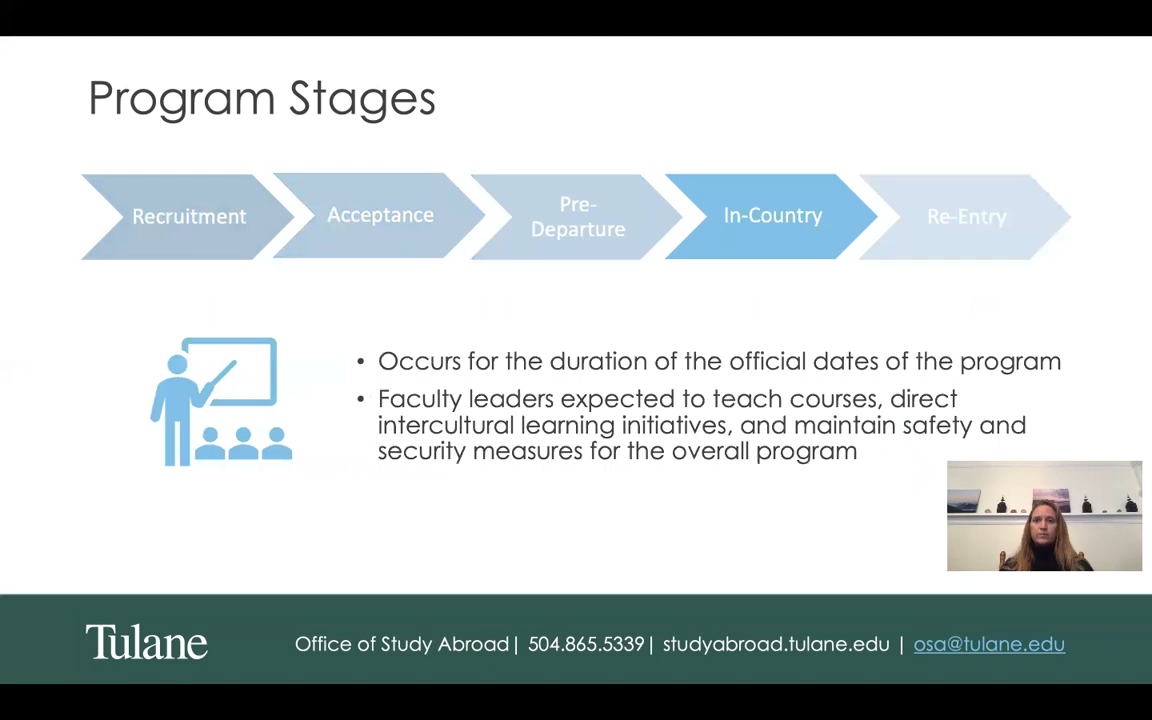 Program Stages
Recruitment
Acceptance
Pre-
Departure
In-Country
Re-Entry
• Occurs for the duration of the official dates of the program
• Faculty leaders expected to teach courses, direct
intercultural learning initiatives, and maintain safety and
security measures for the overall program
Tulane
Office of Study Abroad| 504.865.5339| studyabroad.tulane.edu | osa@tulane.edu